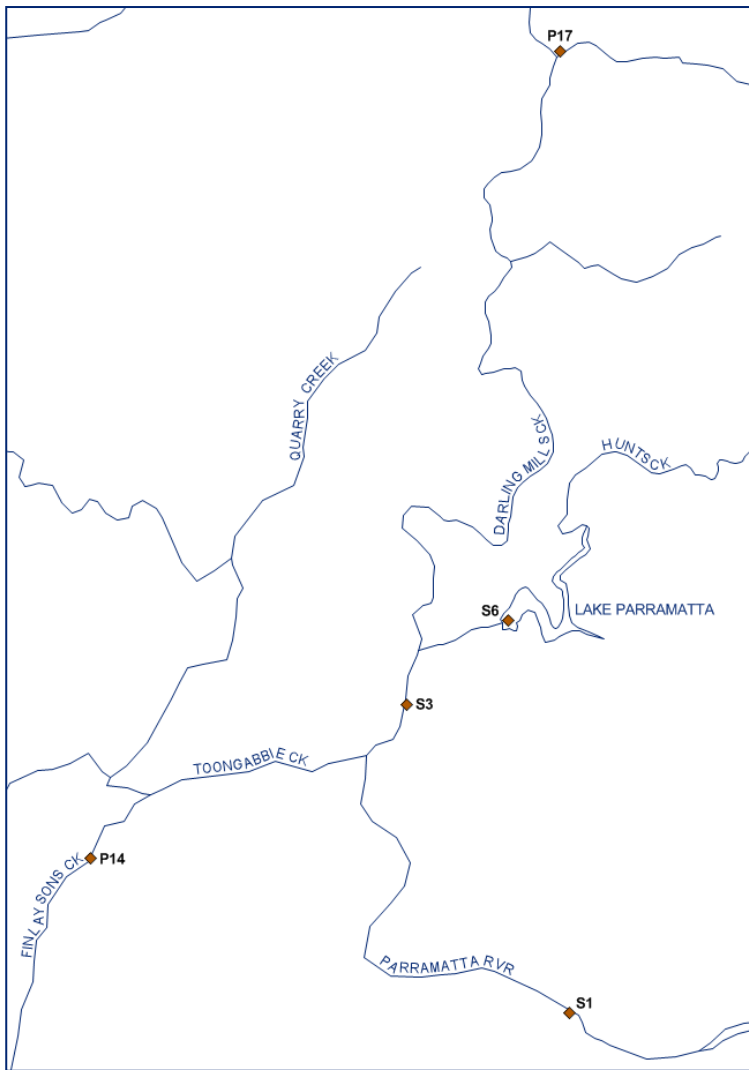 P17
QUARRY CREEK
DARLING MILLS CK
HUNTS CK
S6
LAKE PARRAMATTA
S3
TOONGABBIE CK
P14
FINLAYSONS CK
PARRAMATTA RVR
S1